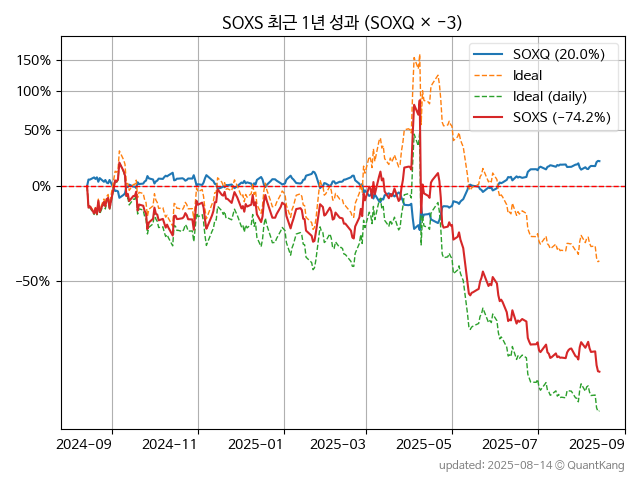 SOXS 최근 1년 성과 (SOXQ × −3)
SOXQ (20.0%)
Ideal
Ideal (daily)
SOXS (−74.2%)
150%
100%
50%
0%
−50%
2024−09
2024−11
2025−01
2025−03
2025−05
2025−07
2025−09
updated: 2025−08−14 © QuantKang